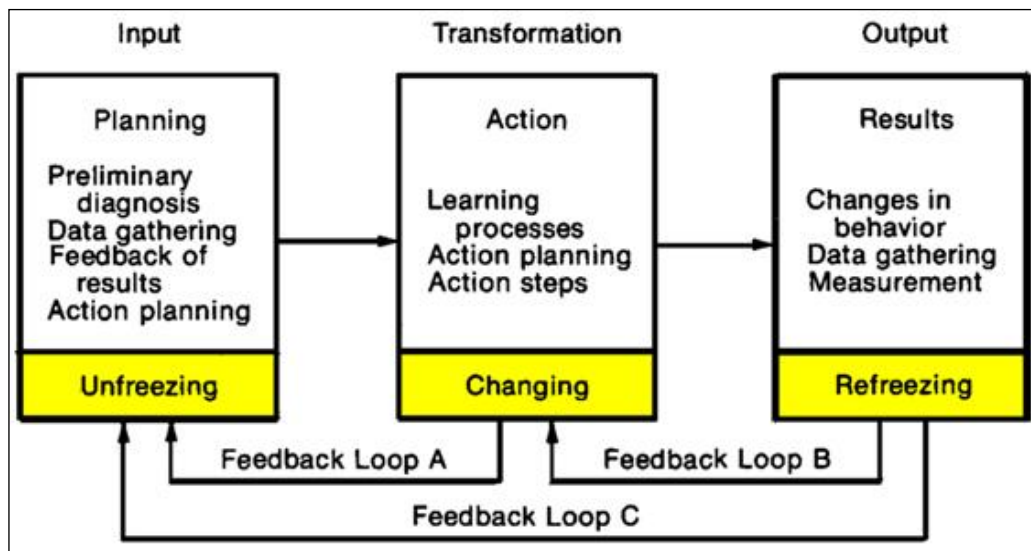 Input
Transformation
Output
Planning
Preliminary
diagnosis
Data gathering
Feedback of
results
Action planning
Unfreezing
Action
Learning
processes
Action planning
Action steps
Changing
Results
Changes in
behavior
Data gathering
Measurement
Refreezing
Feedback Loop A
Feedback Loop B
Feedback Loop C